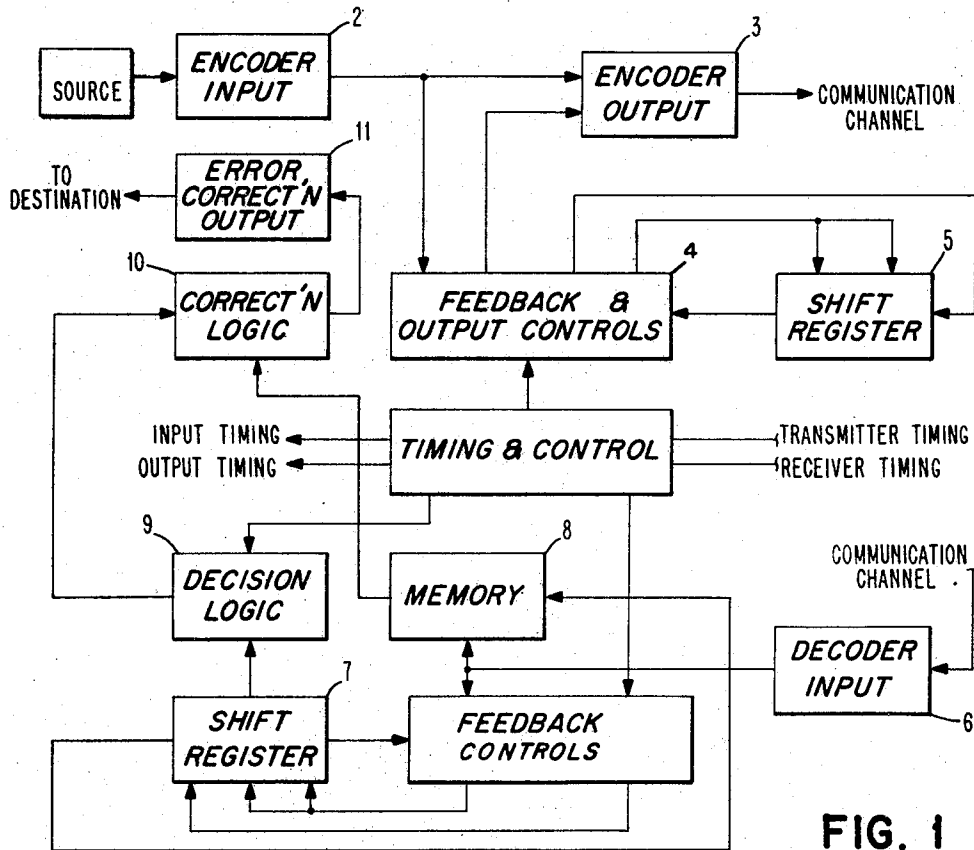 2
3
SOURCE
ENCODER
INPUT
ENCODER
OUTPUT
COMMUNICATION
CHANNEL
11
TO
DESTINATION
ERROR
CORRECT'N
OUTPUT
10
CORRECT'N
LOGIC
4
FEEDBACK &
OUTPUT CONTROLS
5
SHIFT
REGISTER
INPUT TIMING
OUTPUT TIMING
TIMING & CONTROL
TRANSMITTER TIMING
RECEIVER TIMING
9
DECISION
LOGIC
8
MEMORY
COMMUNICATION
CHANNEL
DECODER
INPUT
6
7
SHIFT
REGISTER
FEEDBACK
CONTROLS
FIG. 1